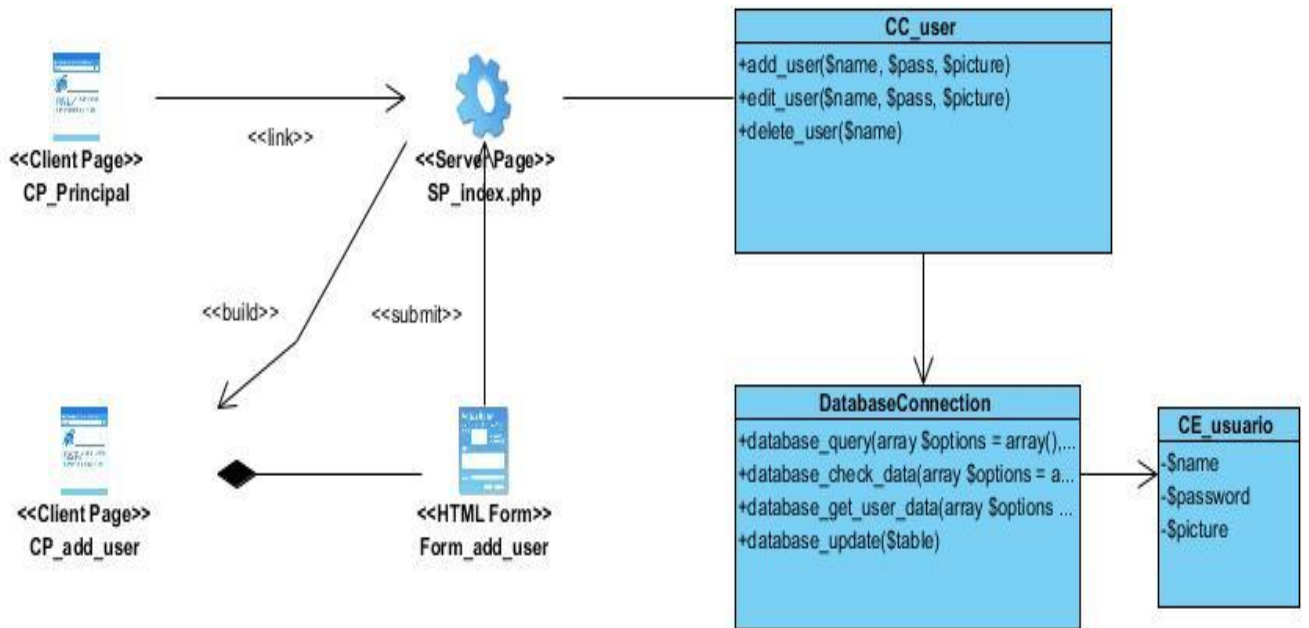 <<Client Page>>
CP_Principal
<<link>>
<<Server Page>>
SP_index.php
CC_user
+add_user($name, $pass, $picture)
+edit_user($name, $pass, $picture)
+delete_user($name)
<<build>>
<<submit>>
<<Client Page>>
CP_add_user
<<HTML Form>>
Form_add_user
DatabaseConnection
+database_query(array $options = array(),...
+database_check_data(array $options = a...
+database_get_user_data(array $options ...
+database_update($table)
CE_usuario
-$name
-$password
-$picture